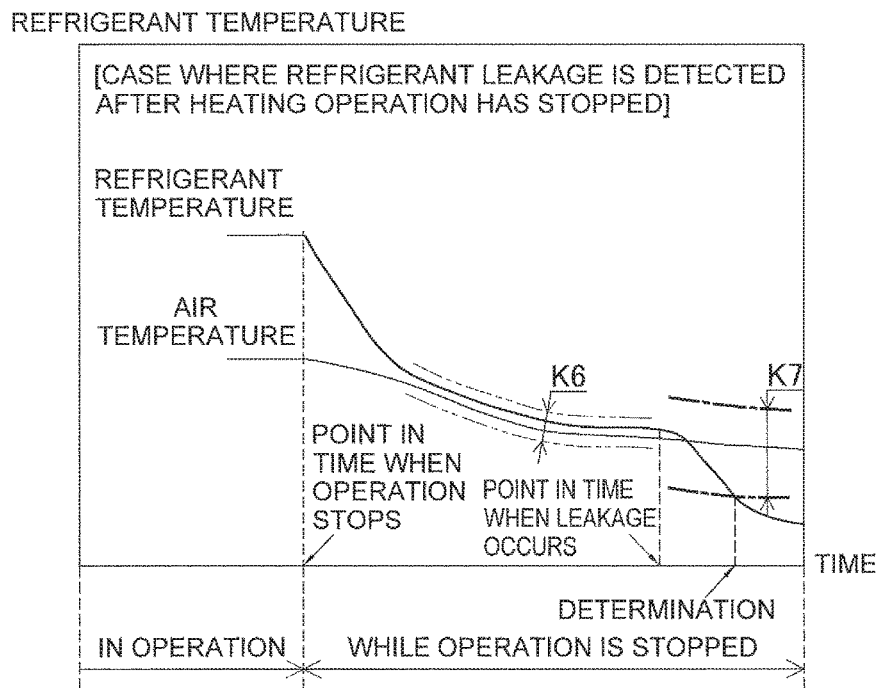 REFRIGERANT TEMPERATURE
[CASE WHERE REFRIGERANT LEAKAGE IS DETECTED
AFTER HEATING OPERATION HAS STOPPED]
REFRIGERANT
TEMPERATURE
AIR
TEMPERATURE
K6
K7
POINT IN
TIME WHEN
OPERATION
STOPS
POINT IN TIME
WHEN LEAKAGE
OCCURS
TIME
DETERMINATION
IN OPERATION
WHILE OPERATION IS STOPPED